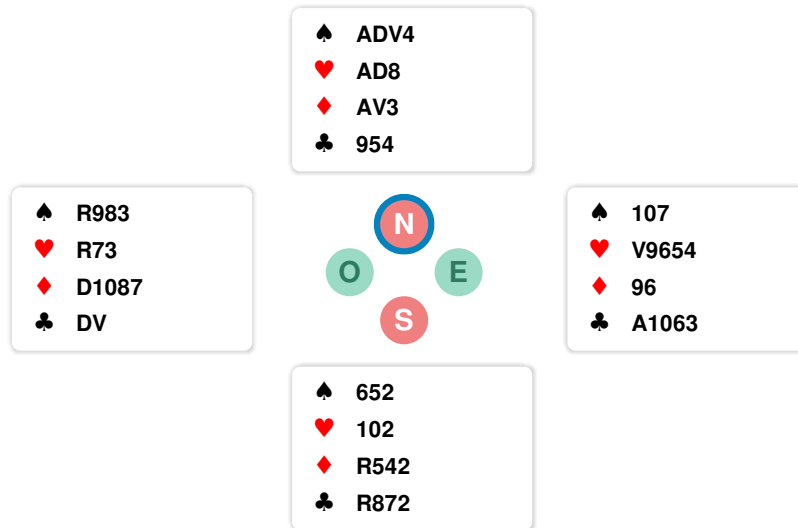 ♠ ADV4
♥ AD8
♦ AV3
♣ 954
♠ R983
♥ R73
♦ D1087
♣ DV
N
O E
S
♠ 107
♥ V9654
♦ 96
♣ A1063
♠ 652
♥ 102
♦ R542
♣ R872